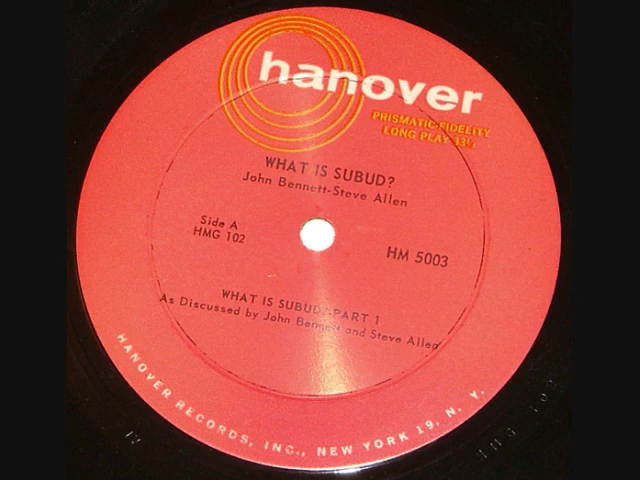 hanover
PRISMATIC-FIDELITY
LONG PLAY 33⅓
WHAT IS SUBUD?
John Bennett-Steve Allen
Side A
HMG 102
HM 5003
WHAT IS SUBUD?-PART 1
As Discussed by John Bennett and Steve Allen
HANOVER RECORDS, INC., NEW YORK 19, N. Y.
HMG 102